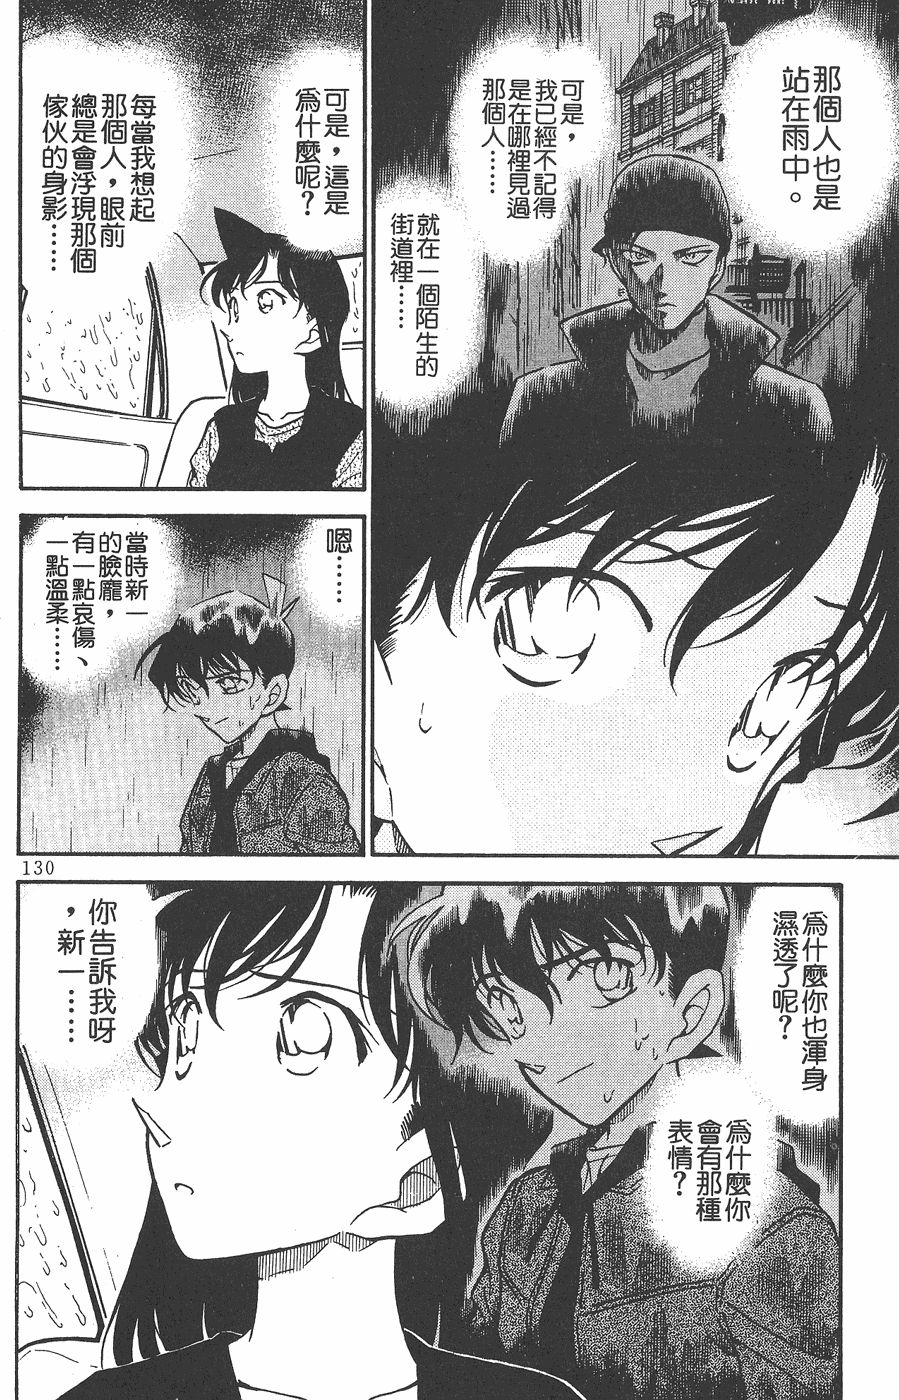 那個人也是
站在雨中。
可是，
我已經不記得
是在哪裡見過
那個人……
就在一個陌生的
街道裡……
可是，這是
爲什麼呢？
每當我想起
那個人，眼前
總是會浮現那個
傢伙的身影……
嗯……
當時新一
的臉龐，
有一點哀傷、
一點溫柔……
130
爲什麼你也渾身
濕透了呢？
爲什麼你
會有那種
表情？
你告訴我呀
，新一……